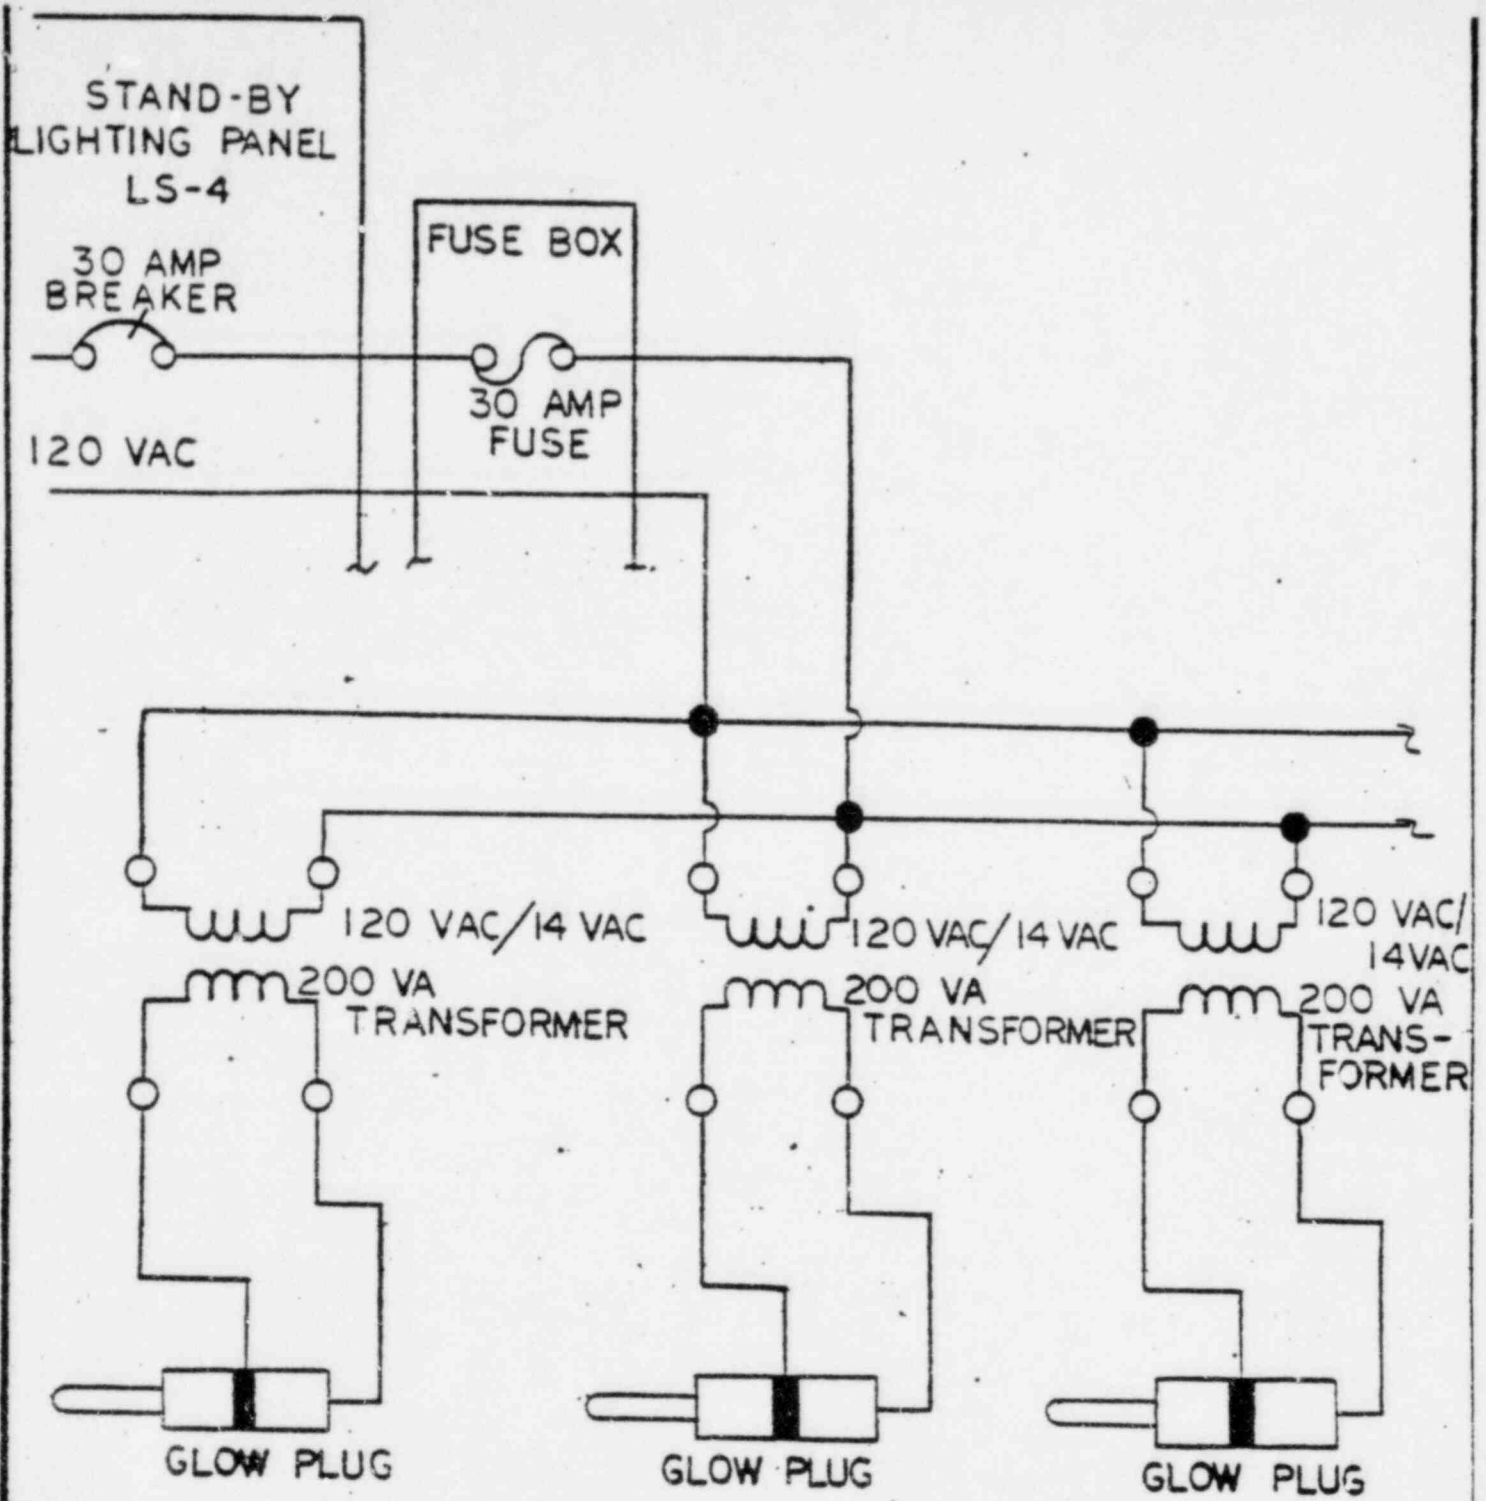 STAND-BY
LIGHTING PANEL
LS-4
30 AMP
BREAKER
120 VAC
FUSE BOX
30 AMP
FUSE
120 VAC/14 VAC
200 VA
TRANSFORMER
120 VAC/14 VAC
200 VA
TRANSFORMER
120 VAC/
14VAC
200 VA
TRANS-
FORMER
GLOW PLUG
GLOW PLUG
GLOW PLUG